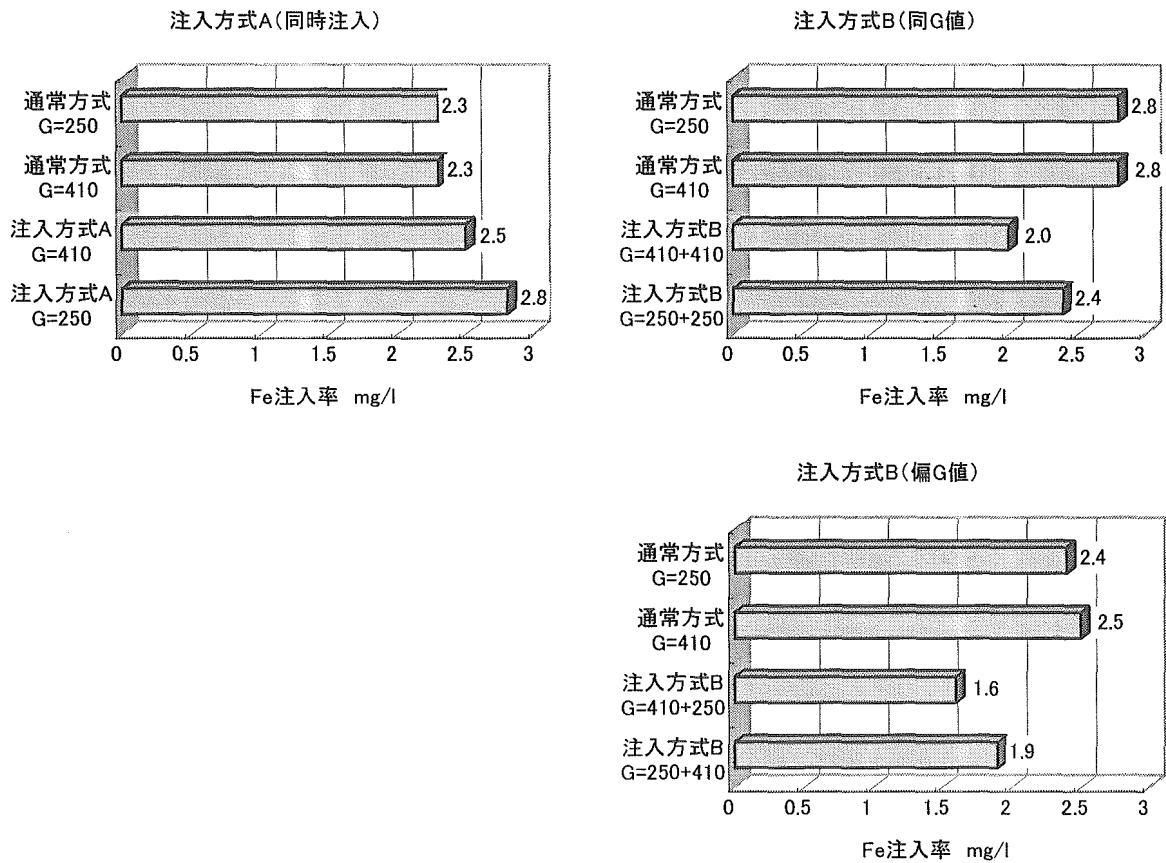 注入方式A(同時注入)
通常方式
G=250
2.3
通常方式
G=410
2.3
注入方式A
G=410
2.5
注入方式A
G=250
2.8
0 0.5 1 1.5 2 2.5 3
Fe注入率 mg/l
注入方式B(同G値)
通常方式
G=250
2.8
通常方式
G=410
2.8
注入方式B
G=410+410
2.0
注入方式B
G=250+250
2.4
0 0.5 1 1.5 2 2.5 3
Fe注入率 mg/l
注入方式B(偏G値)
通常方式
G=250
2.4
通常方式
G=410
2.5
注入方式B
G=410+250
1.6
注入方式B
G=250+410
1.9
0 0.5 1 1.5 2 2.5 3
Fe注入率 mg/l